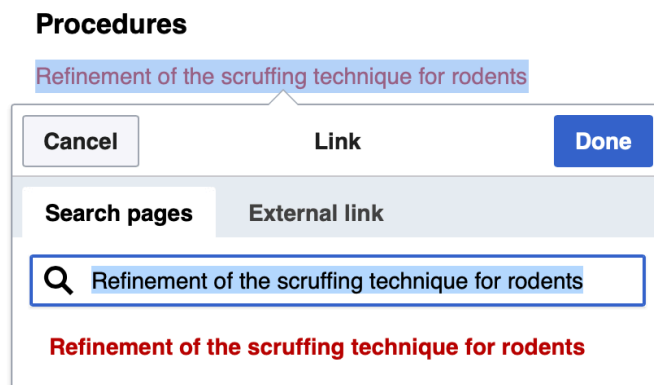 Procedures
Refinement of the scruffing technique for rodents
Cancel Link Done
Search pages External link
Refinement of the scruffing technique for rodents
Refinement of the scruffing technique for rodents